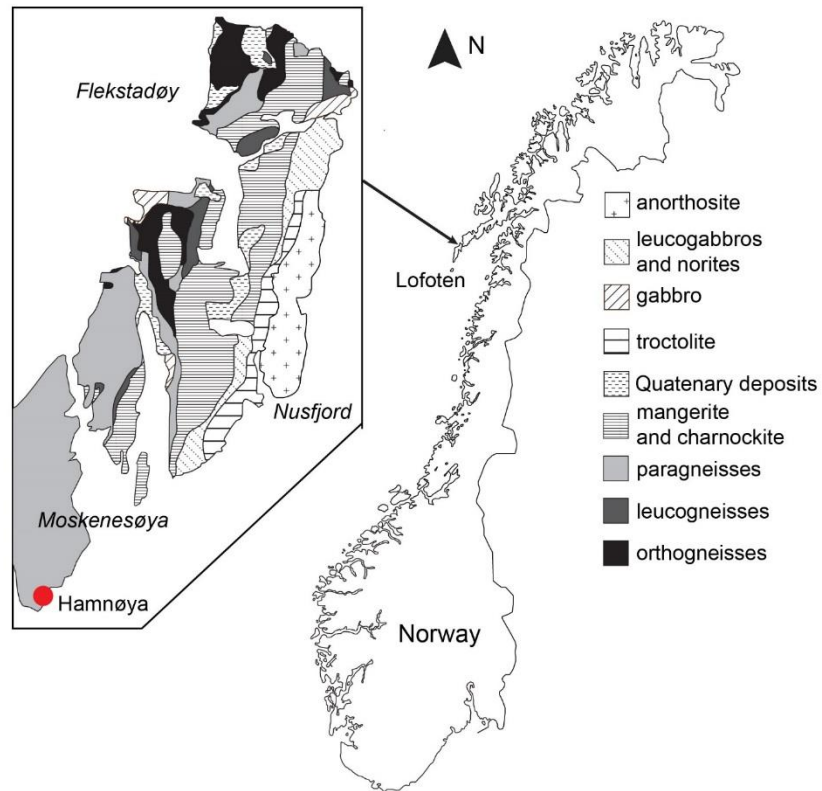 Flekstadøy
N
Lofoten
Nusfjord
Moskenesøya
Hamnøya
Norway
anorthosite
leucogabbros
and norites
gabbro
troctolite
Quatenary deposits
mangerite
and charnockite
paragneisses
leucogneisses
orthogneisses